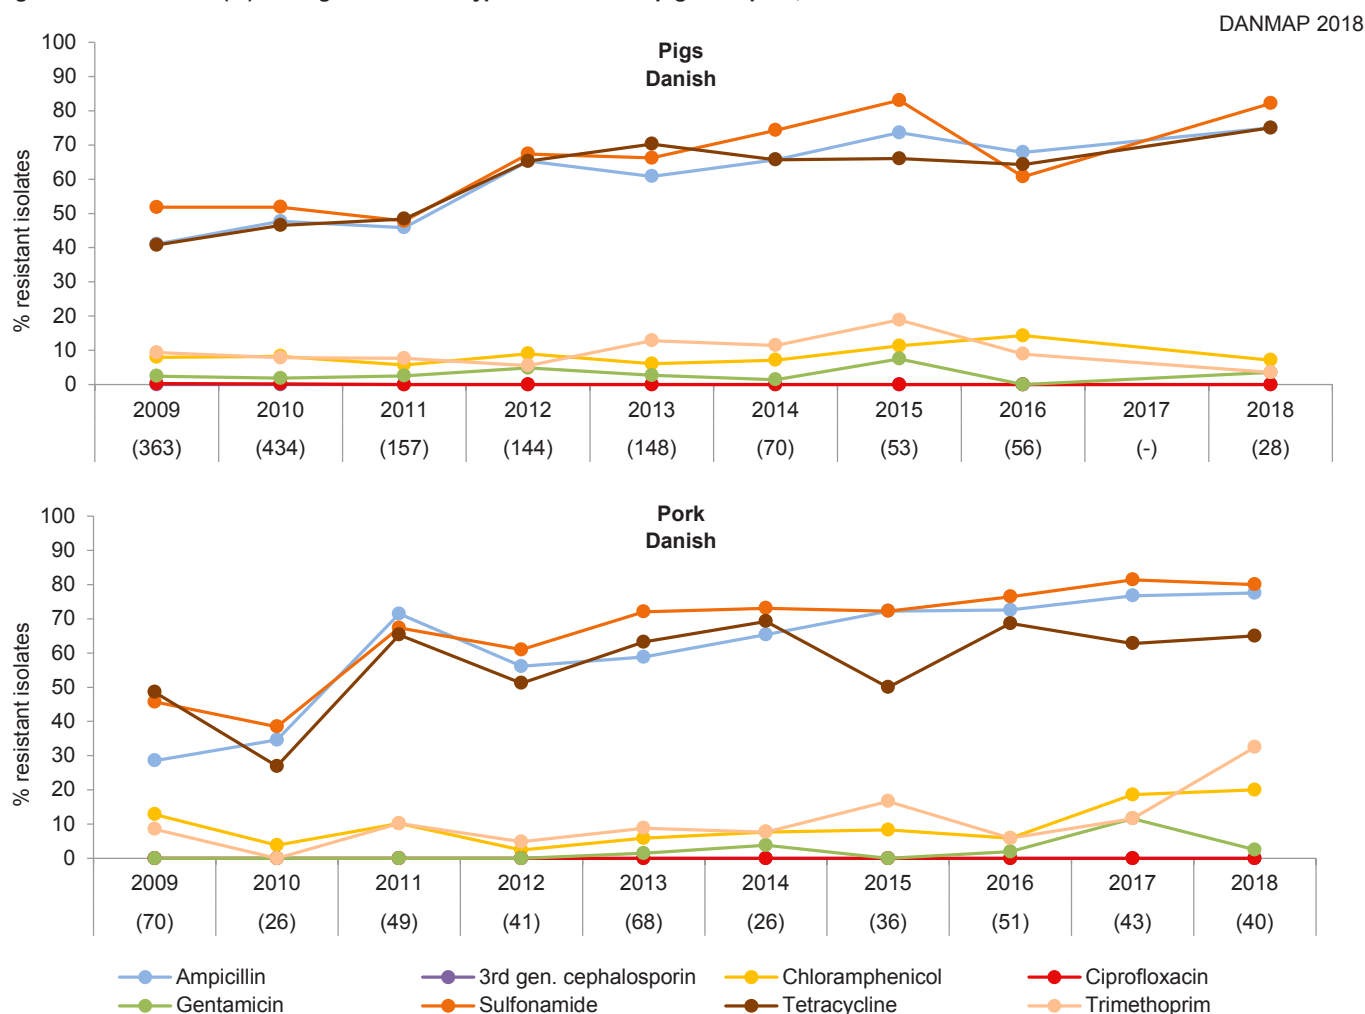 DANMAP 2018
Pigs
Danish
% resistant isolates
100
90
80
70
60
50
40
30
20
10
0
2009 2010 2011 2012 2013 2014 2015 2016 2017 2018
(363) (434) (157) (144) (148) (70) (53) (56) (-) (28)
Pork
Danish
% resistant isolates
100
90
80
70
60
50
40
30
20
10
0
2009 2010 2011 2012 2013 2014 2015 2016 2017 2018
(70) (26) (49) (41) (68) (26) (36) (51) (43) (40)
Ampicillin 3rd gen. cephalosporin Chloramphenicol Ciprofloxacin
Gentamicin Sulfonamide Tetracycline Trimethoprim